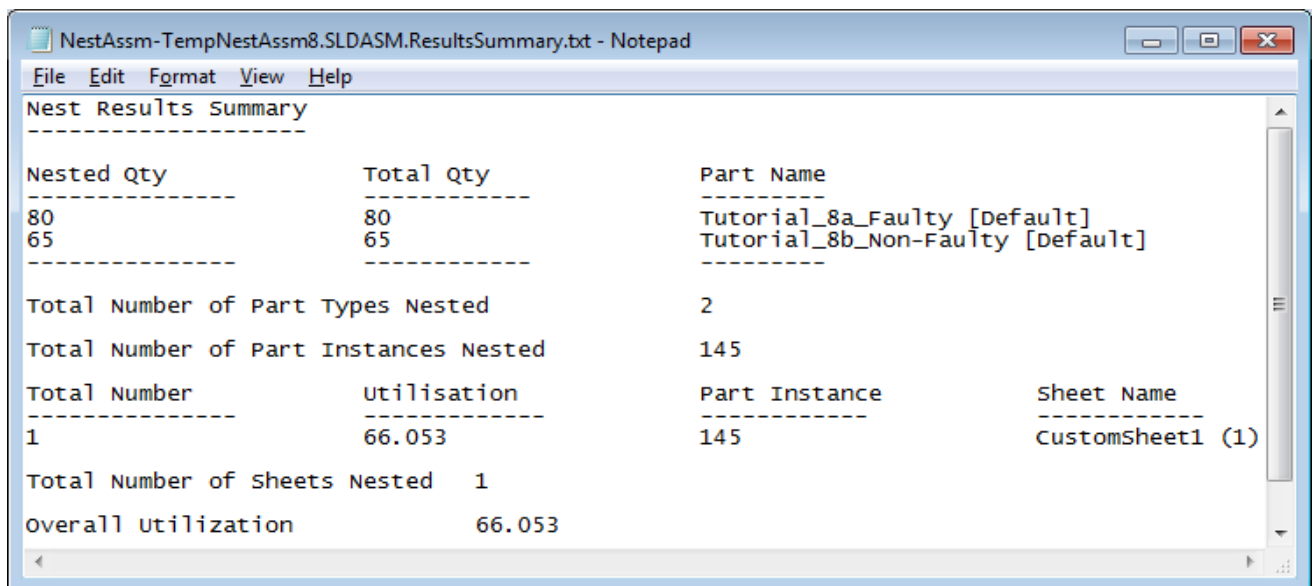 NestAssm-TempNestAssm8.SLDASM.ResultsSummary.txt - Notepad
File Edit Format View Help
Nest Results Summary
--------------------
Nested Qty Total Qty Part Name
--------------- ------------ ---------
80 80 Tutorial_8a_Faulty [Default]
65 65 Tutorial_8b_Non-Faulty [Default]
--------------- ------------ ---------
Total Number of Part Types Nested 2
Total Number of Part Instances Nested 145
Total Number Utilisation Part Instance Sheet Name
--------------- ------------- ------------ ------------
1 66.053 145 CustomSheet1 (1)
Total Number of Sheets Nested 1
Overall Utilization 66.053